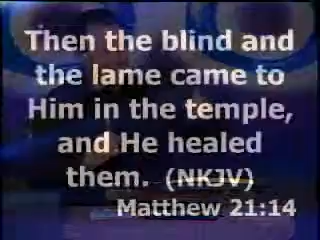 Then the blind and
the lame came to
Him in the temple,
and He healed
them. (NKJV)
Matthew 21:14